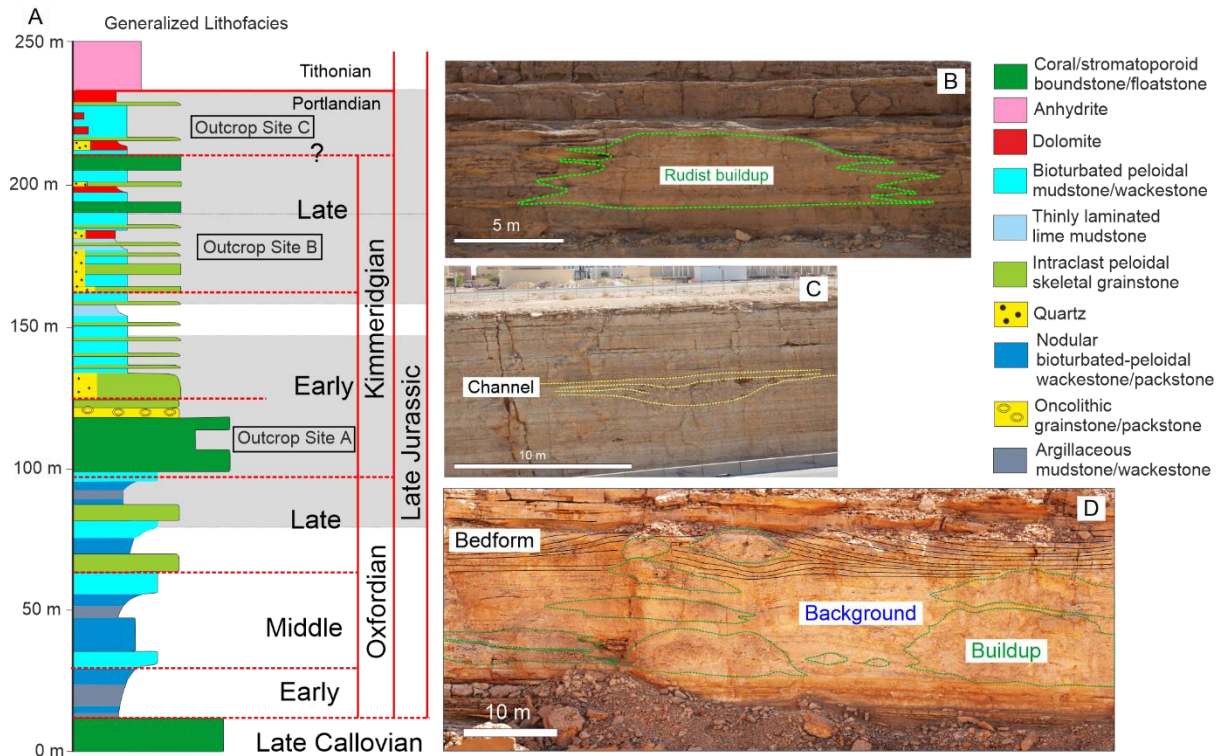 A
Generalized Lithofacies
250 m
200 m
150 m
100 m
50 m
0 m
Tithonian
Portlandian
Outcrop Site C
?
Late
Outcrop Site B
Early
Outcrop Site A
Late
Middle
Early
Late Callovian
Kimmeridgian
Oxfordian
Late Jurassic
B
Rudist buildup
5 m
C
Channel
10 m
D
Bedform
Background
Buildup
10 m
Coral/stromatoporoid
boundstone/floatstone
Anhydrite
Dolomite
Bioturbated peloidal
mudstone/wackestone
Thinly laminated
lime mudstone
Intraclast peloidal
skeletal grainstone
Quartz
Nodular
bioturbated-peloidal
wackestone/packstone
Oncolithic
grainstone/packstone
Argillaceous
mudstone/wackestone